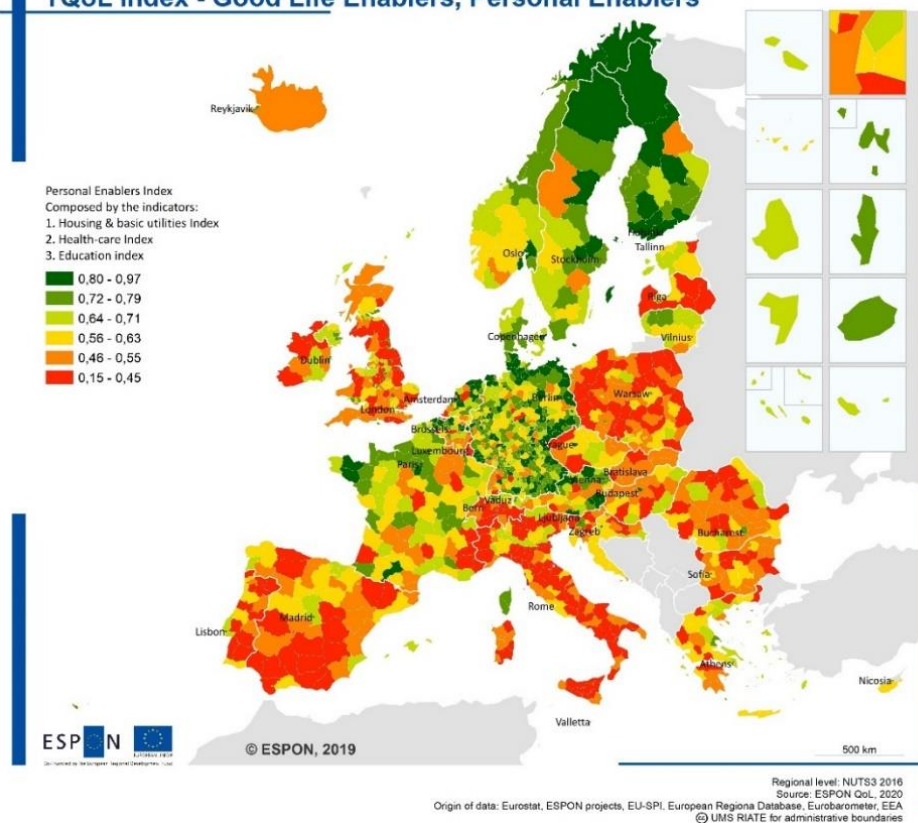 TQoL Index - Good Life Enablers, Personal Enablers
Reykjavik
Personal Enablers Index
Composed by the indicators:
1. Housing & basic utilities Index
2. Health-care Index
3. Education index
0,80 - 0,97
0,72 - 0,79
0,64 - 0,71
0,56 - 0,63
0,46 - 0,55
0,15 - 0,45
Oslo
Stockholm
Tallinn
Riga
Copenhagen
Vilnius
Dublin
London
Amsterdam
Berlin
Warsaw
Brussels
Luxembourg
Prague
Paris
Vienna
Bratislava
Budapest
Vaduz
Bern
Ljubljana
Zagreb
Bucharest
Sofia
Rome
Madrid
Lisbon
Athens
Nicosia
Valletta
ESPON
© ESPON, 2019
500 km
Regional level: NUTS3 2016
Source: ESPON QoL, 2020
Origin of data: Eurostat, ESPON projects, EU-SPI, European Regiona Database, Eurobarometer, EEA
UMS RIATE for administrative boundaries